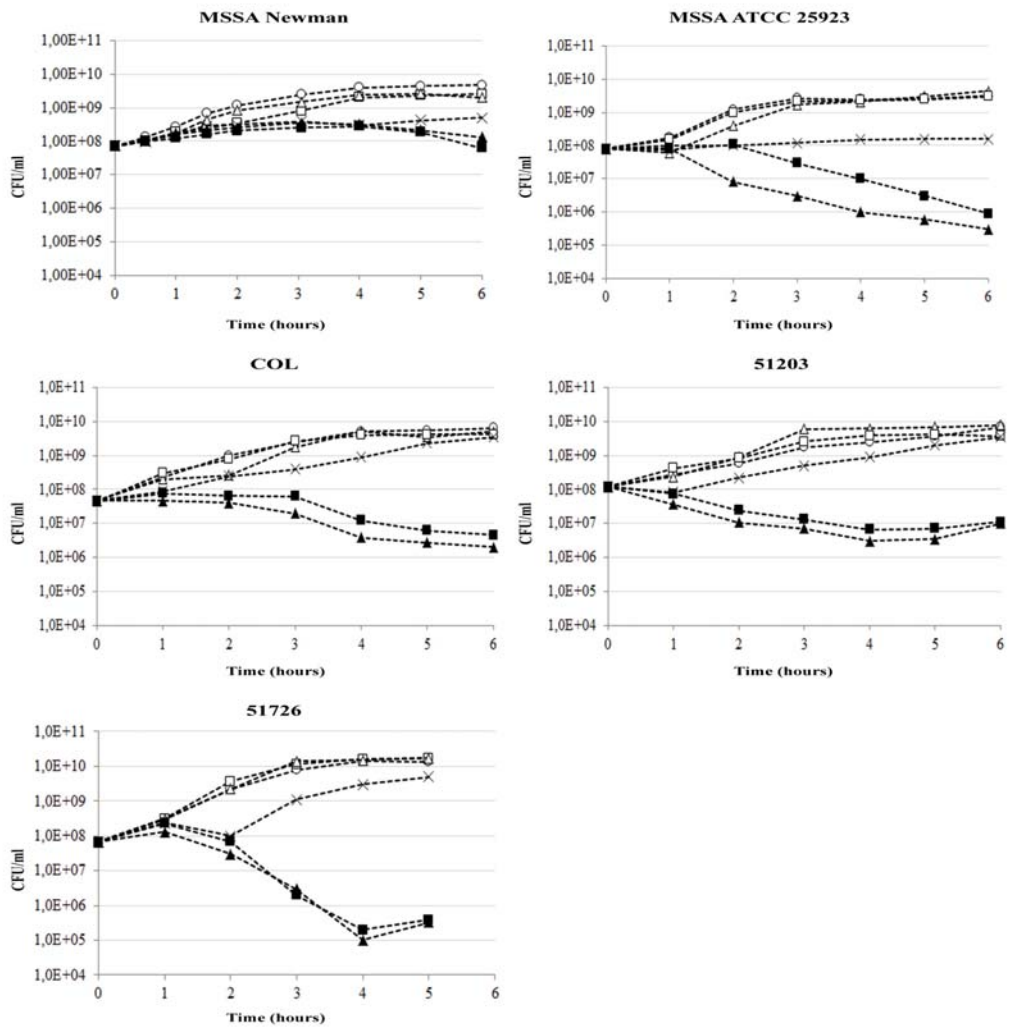 MSSA Newman
1,00E+11
1,00E+10
1,00E+09
1,00E+08
1,00E+07
1,00E+06
1,00E+05
1,00E+04
CFU/ml
0 1 2 3 4 5 6
Time (hours)
MSSA ATCC 25923
1,0E+11
1,0E+10
1,0E+09
1,0E+08
1,0E+07
1,0E+06
1,0E+05
1,0E+04
CFU/ml
0 1 2 3 4 5 6
Time (hours)
COL
1,0E+11
1,0E+10
1,0E+09
1,0E+08
1,0E+07
1,0E+06
1,0E+05
1,0E+04
CFU/ml
0 1 2 3 4 5 6
Time (hours)
51203
1,0E+11
1,0E+10
1,0E+09
1,0E+08
1,0E+07
1,0E+06
1,0E+05
1,0E+04
CFU/ml
0 1 2 3 4 5 6
Time (hours)
51726
1,0E+11
1,0E+10
1,0E+09
1,0E+08
1,0E+07
1,0E+06
1,0E+05
1,0E+04
CFU/ml
0 1 2 3 4 5 6
Time (hours)